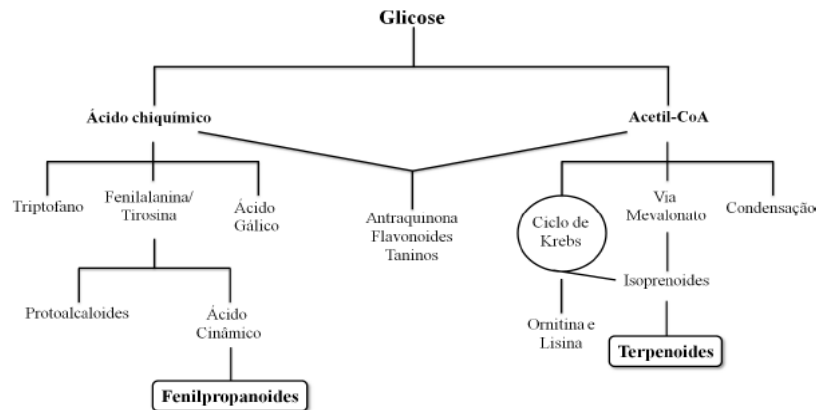 Glicose
Ácido chiquímico
Acetil-CoA
Triptofano
Fenilalanina/
Tirosina
Ácido
Gálico
Antraquinona
Flavonoides
Taninos
Ciclo de
Krebs
Via
Mevalonato
Condensação
Protoalcaloides
Ácido
Cinâmico
Isoprenoides
Ornitina e
Lisina
Terpenoides
Fenilpropanoides